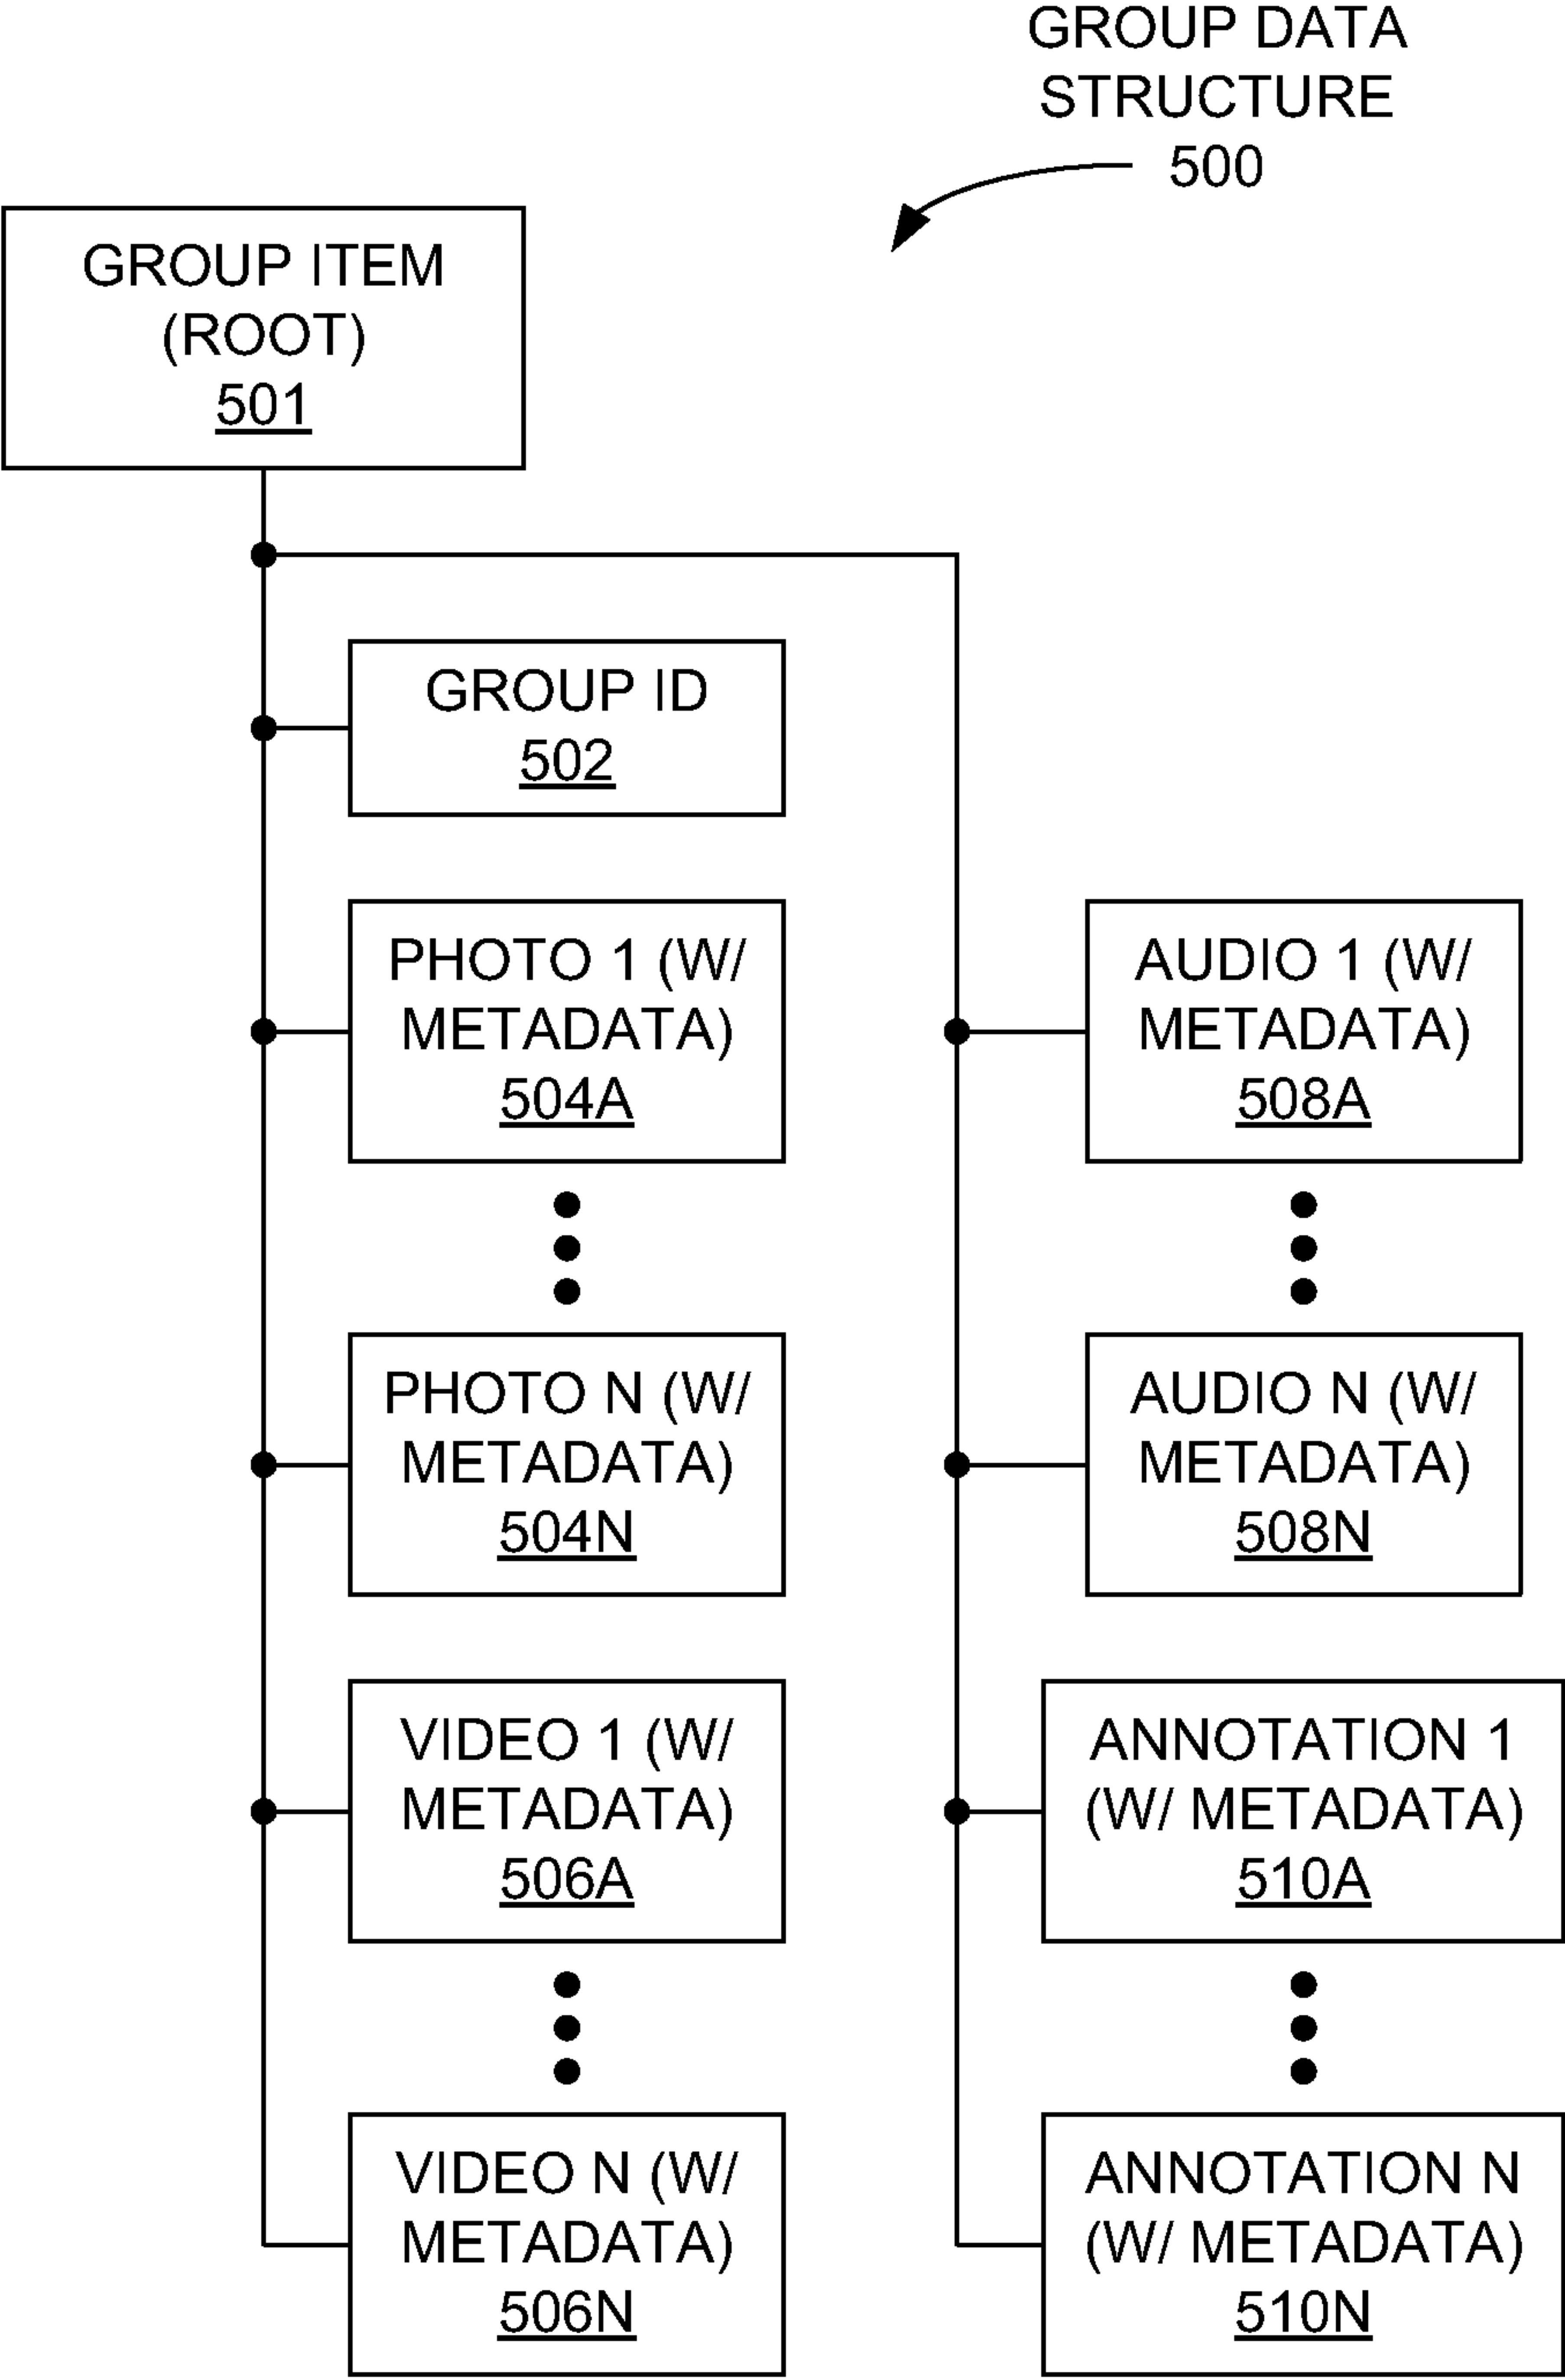 GROUP DATA
STRUCTURE
500
GROUP ITEM
(ROOT)
501
GROUP ID
502
PHOTO 1 (W/
METADATA)
504A
PHOTO N (W/
METADATA)
504N
VIDEO 1 (W/
METADATA)
506A
VIDEO N (W/
METADATA)
506N
AUDIO 1 (W/
METADATA)
508A
AUDIO N (W/
METADATA)
508N
ANNOTATION 1
(W/ METADATA)
510A
ANNOTATION N
(W/ METADATA)
510N